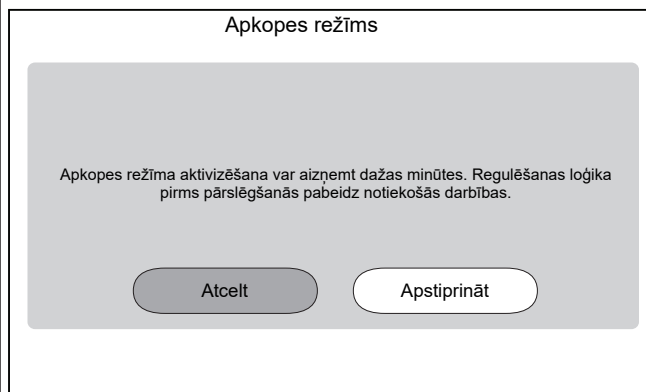 Apkopes režīms
Apkopes režīma aktivizēšana var aizņemt dažas minūtes. Regulēšanas loģika
pirms pārslēgšanās pabeidz notiekošās darbības.
Atcelt
Apstiprināt